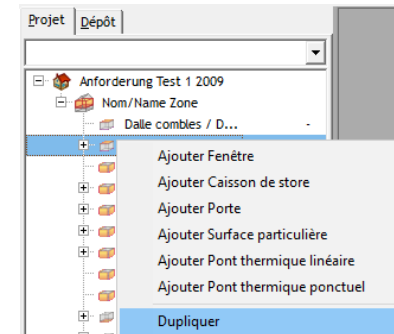 Projet Dépôt
Anforderung Test 1 2009
Nom/Name Zone
Dalle combles / D... -
Ajouter Fenêtre
Ajouter Caisson de store
Ajouter Porte
Ajouter Surface particulière
Ajouter Pont thermique linéaire
Ajouter Pont thermique ponctuel
Dupliquer